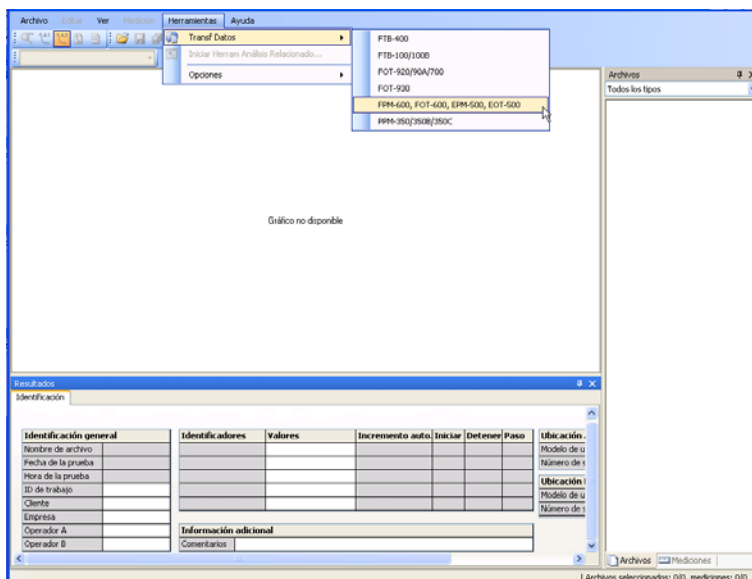 Archivo Editar Ver Medición Herramientas Ayuda
Transf Datos
Iniciar Herram Análisis Relacionado...
Opciones
FTB-400
FTB-100/100B
FOT-920/90A/700
FOT-930
FPM-600, FOT-600, EPM-500, EOT-500
PPM-350/350B/350C
Archivos
Todos los tipos
Gráfico no disponible
Resultados
Identificación
Identificación general
Nombre de archivo
Fecha de la prueba
Hora de la prueba
ID de trabajo
Cliente
Empresa
Operador A
Operador B
Identificadores Valores Incremento auto. Iniciar Detener Paso
Información adicional
Comentarios
Ubicación
Modelo de u
Número de s
Ubicación
Modelo de u
Número de s
Archivos Mediciones
Archivos seleccionados: 0/0, mediciones: 0/0